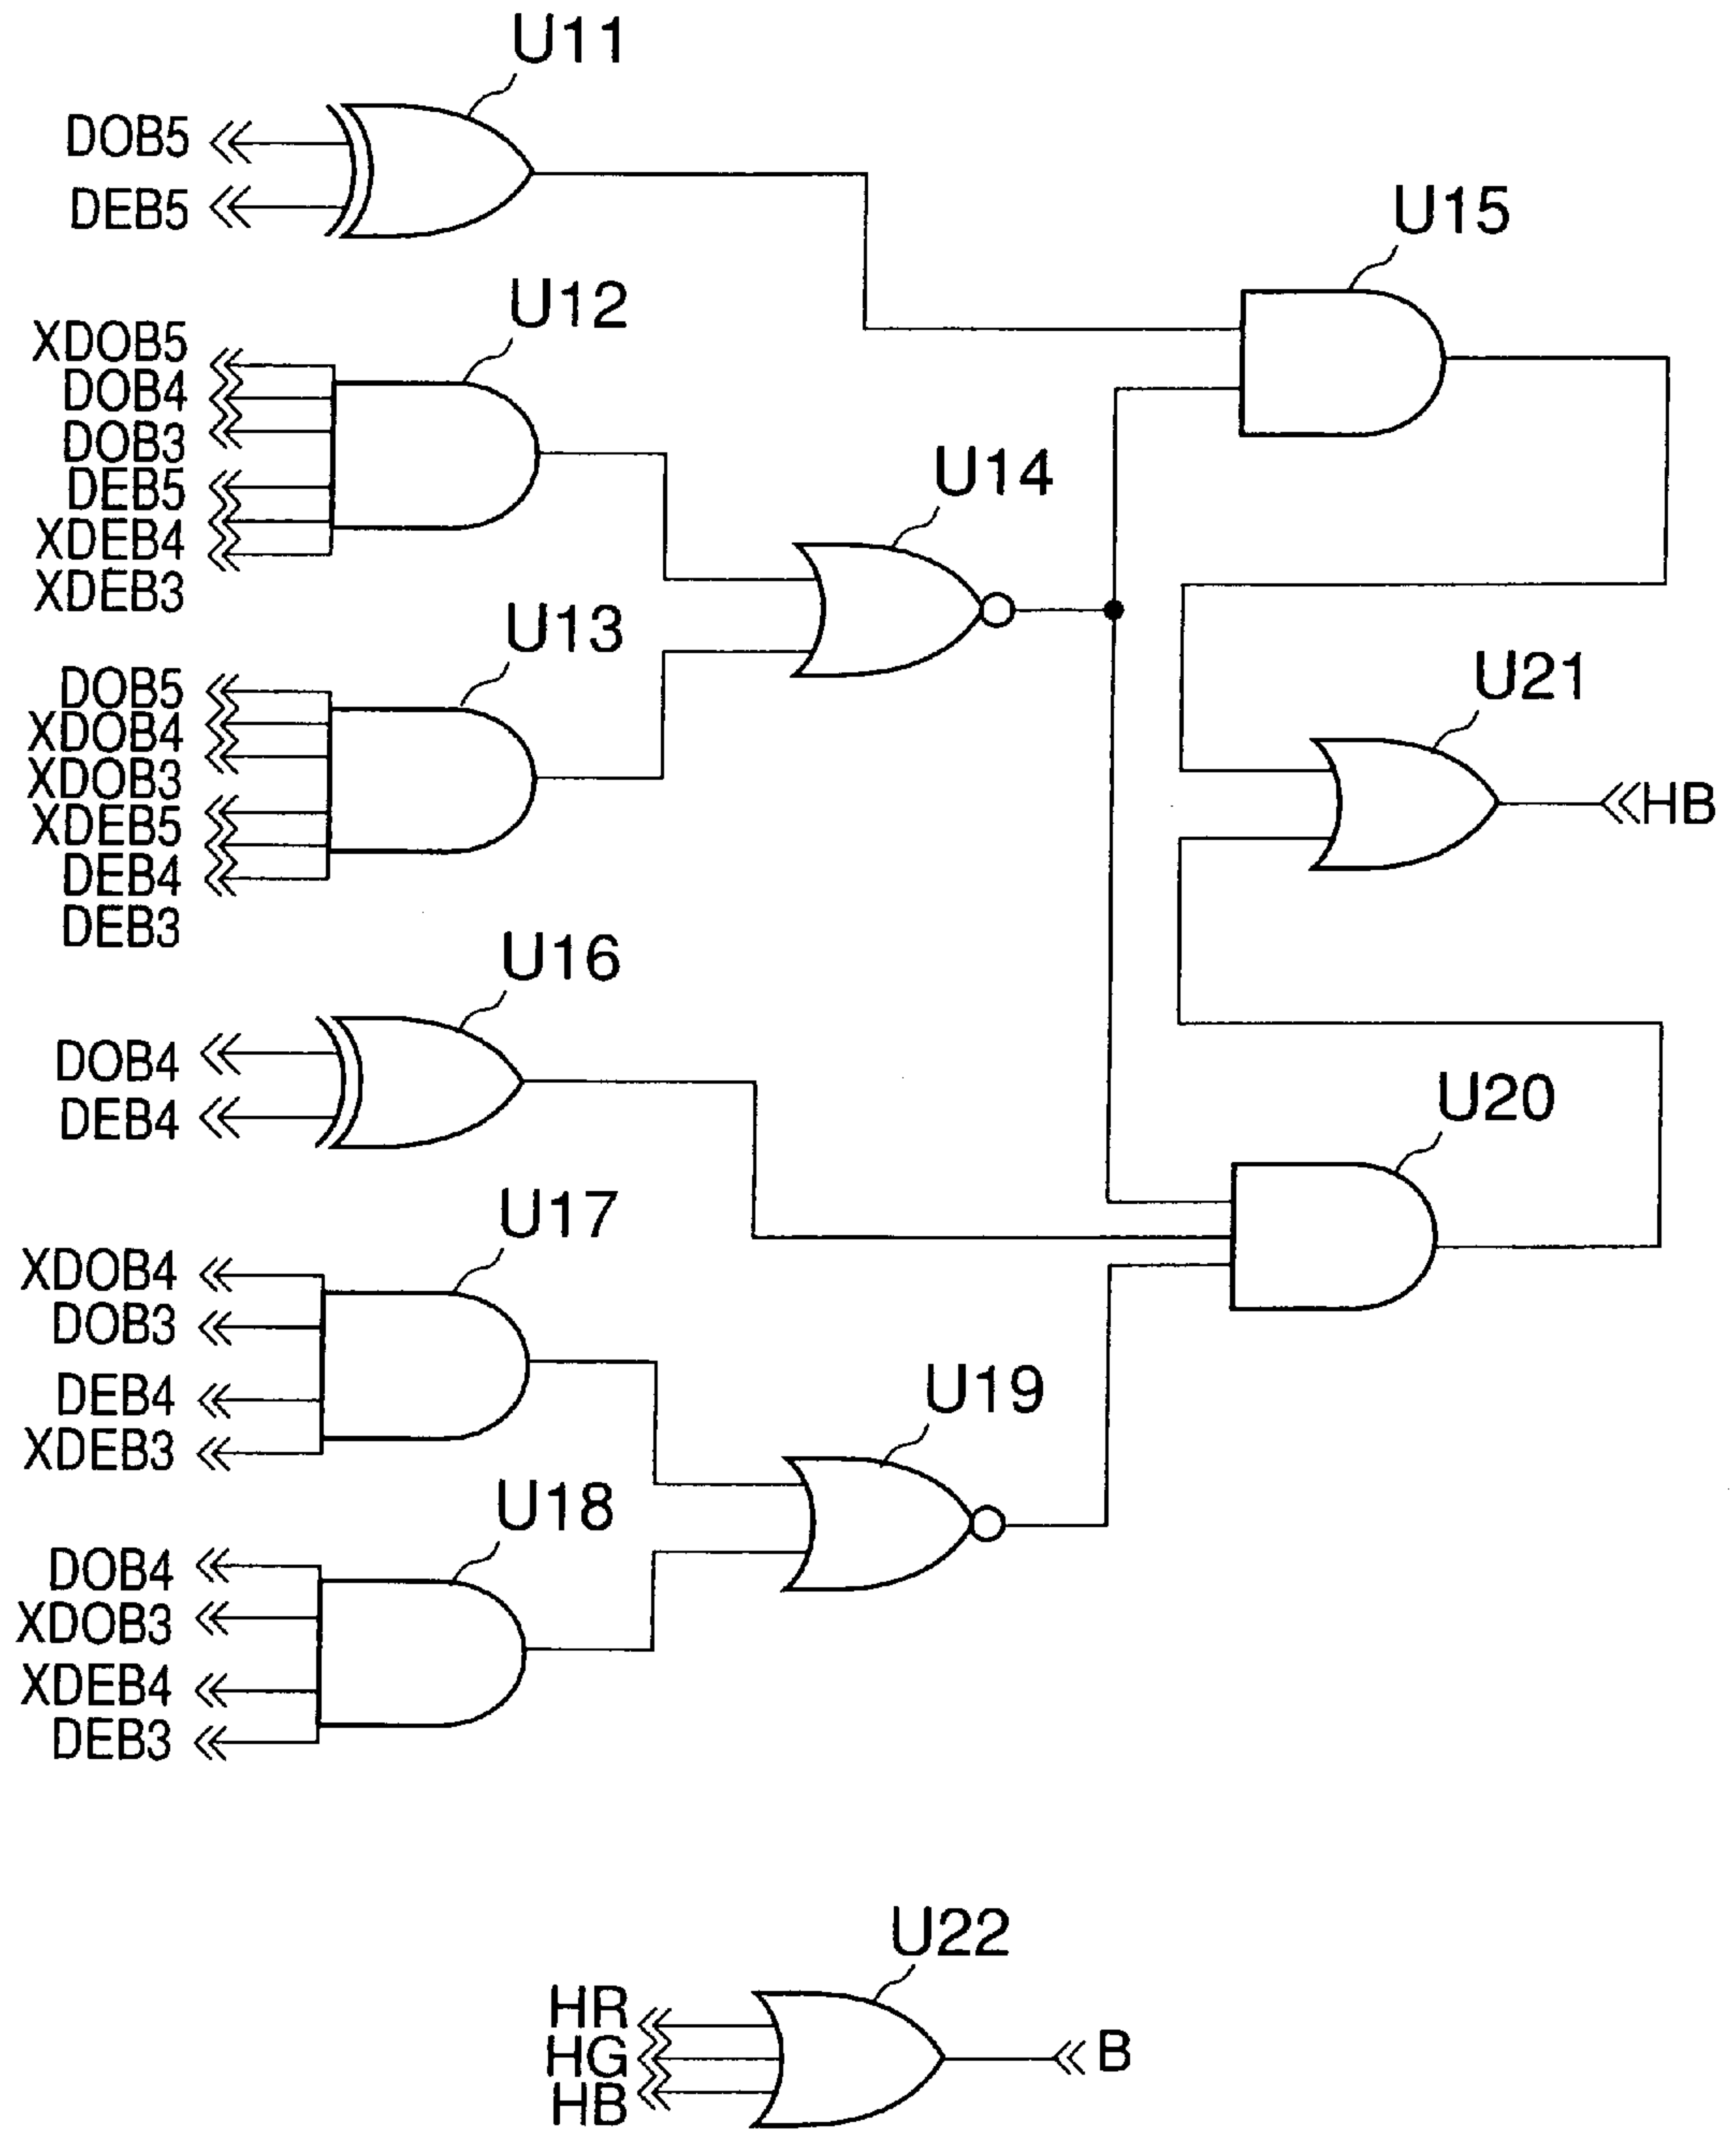 U11
DOB5
DEB5
U15
U12
XDOB5
DOB4
DOB3
DEB5
XDEB4
XDEB3
U14
U13
DOB5
XDOB4
XDOB3
XDEB5
DEB4
DEB3
U21
HB
U16
DOB4
DEB4
U20
U17
XDOB4
DOB3
DEB4
XDEB3
U19
U18
DOB4
XDOB3
XDEB4
DEB3
U22
HR
HG
HB
B